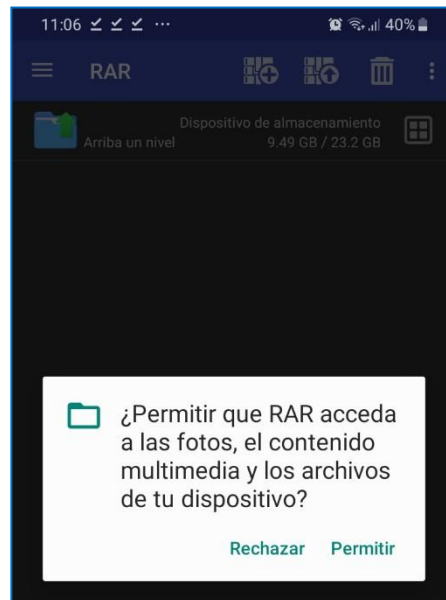 11:06
40%
RAR
Dispositivo de almacenamiento
Arriba un nivel
9.49 GB / 23.2 GB
¿Permitir que RAR acceda
a las fotos, el contenido
multimedia y los archivos
de tu dispositivo?
Rechazar Permitir